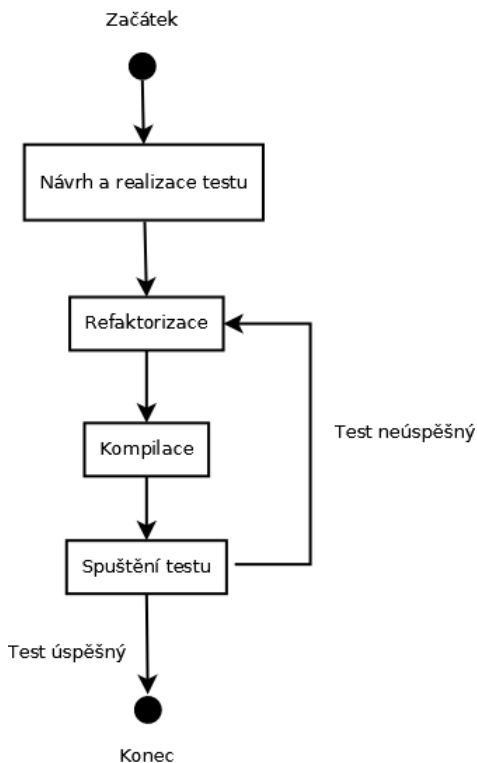 Začátek
Návrh a realizace testu
Refaktorizace
Test neúspěšný
Kompilace
Spuštění testu
Test úspěšný
Konec